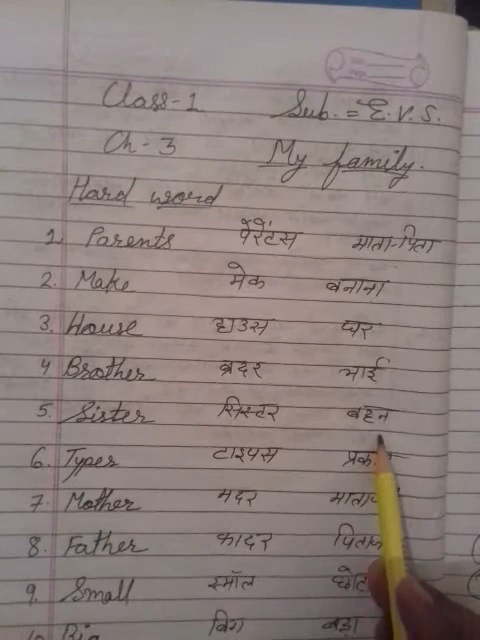 Class-1 Sub. = E.V.S.
Ch-3 My family.
Hard word
1. Parents पेरेंटस माता-पिता
2. Make मेक बनाना
3. House हाउस घर
4 Brother ब्रदर भाई
5. Sister सिस्टर बहन
6. Types टाइपस
7. Mother मदर
8. Father फादर
9. Small स्मॉल
10 Big बिग बडा